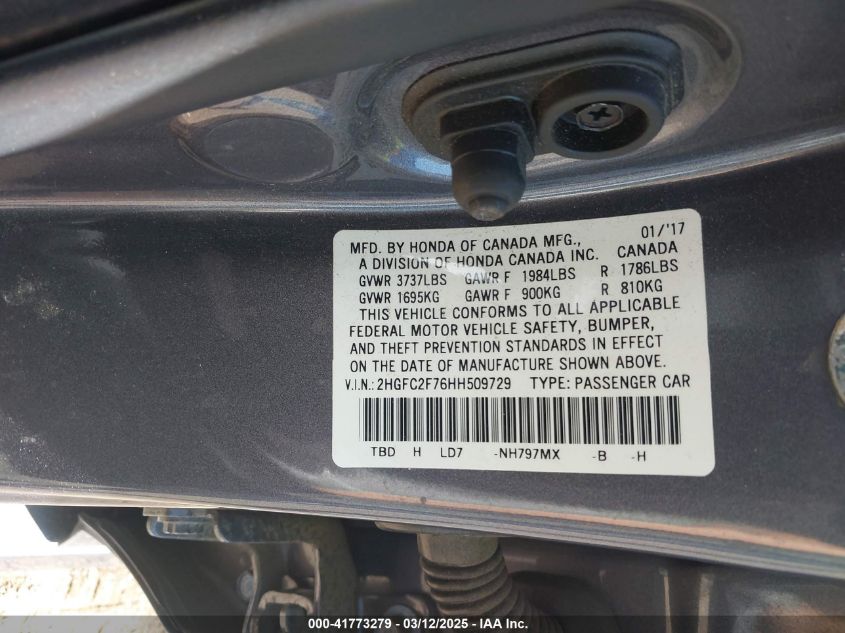 01/'17
MFD. BY HONDA OF CANADA MFG.,
A DIVISION OF HONDA CANADA INC. CANADA
GVWR 3737LBS GAWR F 1984LBS R 1786LBS
GVWR 1695KG GAWR F 900KG R 810KG
THIS VEHICLE CONFORMS TO ALL APPLICABLE
FEDERAL MOTOR VEHICLE SAFETY, BUMPER,
AND THEFT PREVENTION STANDARDS IN EFFECT
ON THE DATE OF MANUFACTURE SHOWN ABOVE.
V.I.N.: 2HGFC2F76HH509729 TYPE: PASSENGER CAR
TBD H LD7 -NH797MX -B -H
000-41773279 - 03/12/2025 - IAA Inc.